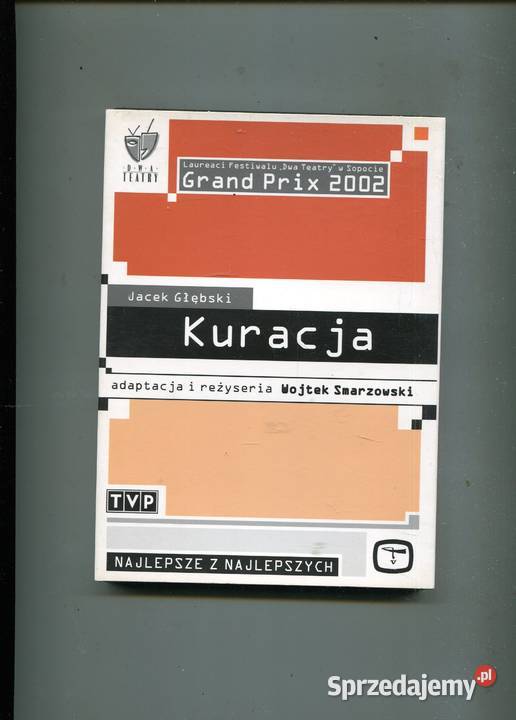 D·W·A
TEATRY
Laureaci Festiwalu „Dwa Teatry" w Sopocie
Grand Prix 2002
Jacek Głębski
Kuracja
adaptacja i reżyseria Wojtek Smarzowski
TVP
NAJLEPSZE Z NAJLEPSZYCH
Sprzedajemy.pl